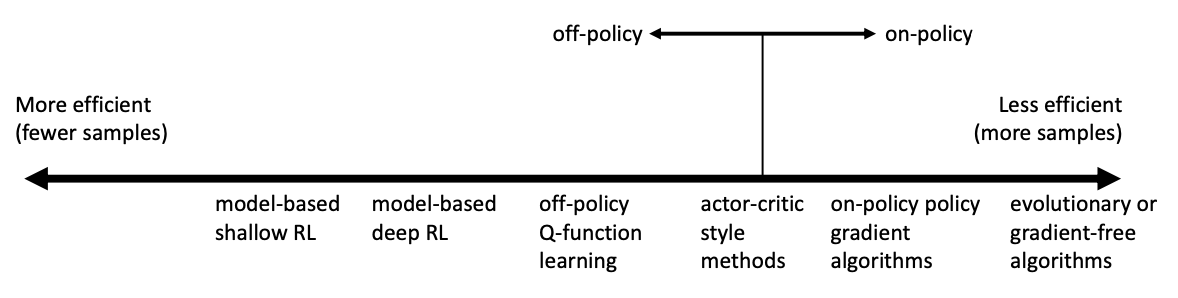 off-policy
on-policy
More efficient
(fewer samples)
Less efficient
(more samples)
model-based
shallow RL
model-based
deep RL
off-policy
Q-function
learning
actor-critic
style
methods
on-policy policy
gradient
algorithms
evolutionary or
gradient-free
algorithms